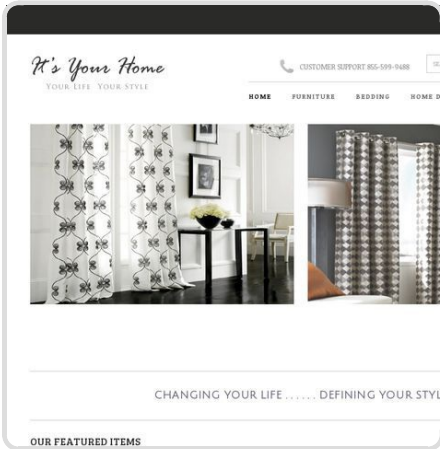 It's Your Home
YOUR LIFE YOUR STYLE
CUSTOMER SUPPORT 855-599-9488
HOME FURNITURE BEDDING HOME D
CHANGING YOUR LIFE . . . . . . DEFINING YOUR STYL
OUR FEATURED ITEMS